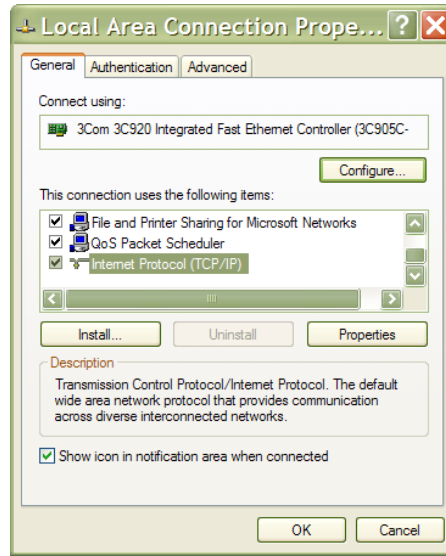 Local Area Connection Prope...
General Authentication Advanced
Connect using:
3Com 3C920 Integrated Fast Ethernet Controller (3C905C-
Configure...
This connection uses the following items:
File and Printer Sharing for Microsoft Networks
QoS Packet Scheduler
Internet Protocol (TCP/IP)
Install... Uninstall Properties
Description
Transmission Control Protocol/Internet Protocol. The default
wide area network protocol that provides communication
across diverse interconnected networks.
Show icon in notification area when connected
OK Cancel